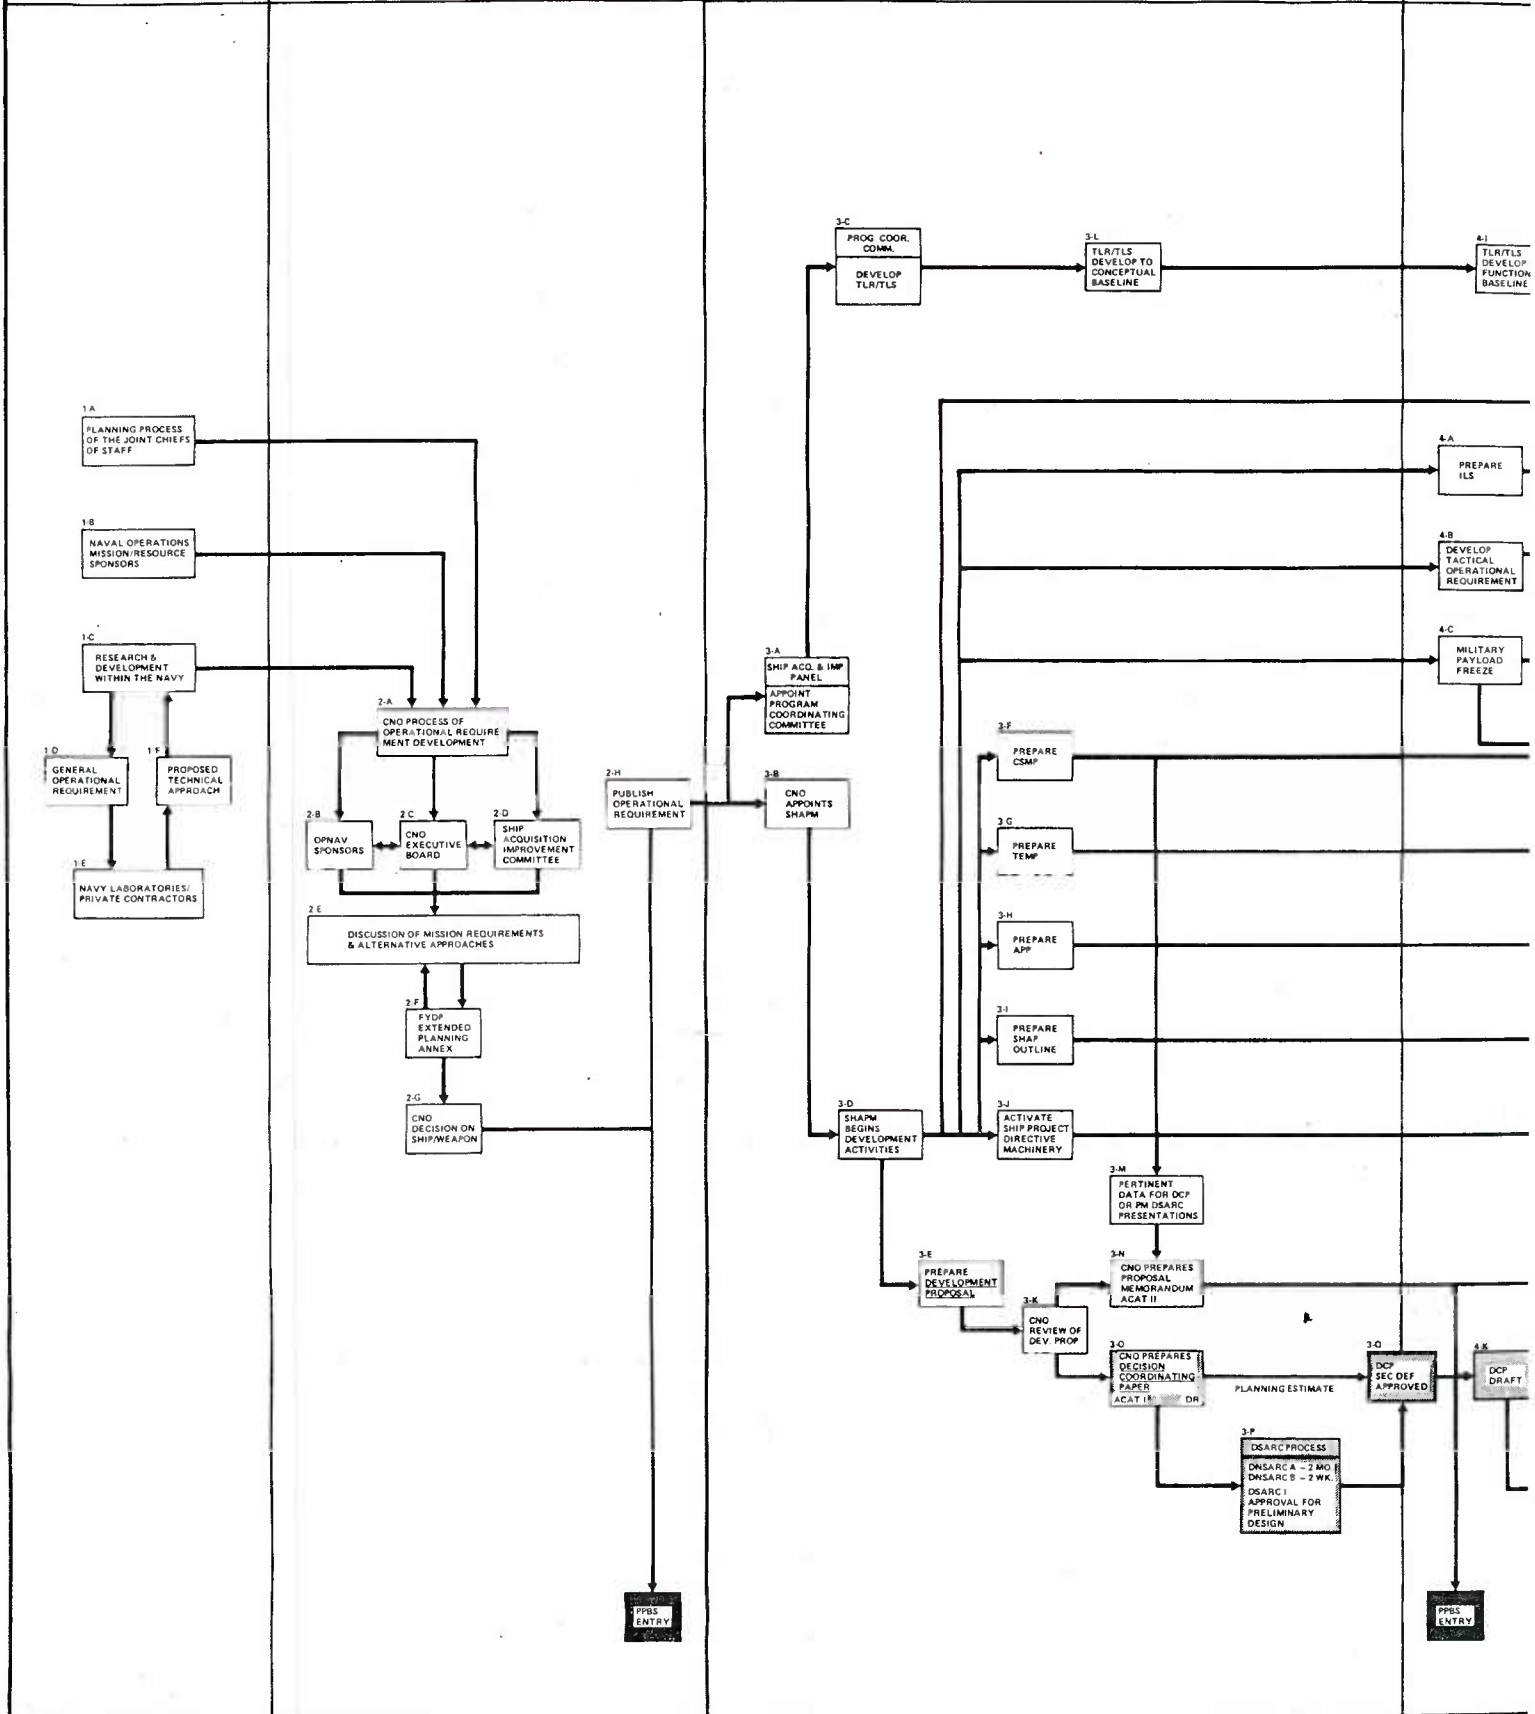 1-A
PLANNING PROCESS
OF THE JOINT CHIEFS
OF STAFF
1-B
NAVAL OPERATIONS
MISSION/RESOURCE
SPONSORS
1-C
RESEARCH &
DEVELOPMENT
WITHIN THE NAVY
1 D
GENERAL
OPERATIONAL
REQUIREMENT
1 F
PROPOSED
TECHNICAL
APPROACH
1 E
NAVY LABORATORIES/
PRIVATE CONTRACTORS
2-A
CNO PROCESS OF
OPERATIONAL REQUIRE
MENT DEVELOPMENT
2-B
OPNAV
SPONSORS
2 C
CNO
EXECUTIVE
BOARD
2-D
SHIP
ACQUISITION
IMPROVEMENT
COMMITTEE
2 E
DISCUSSION OF MISSION REQUIREMENTS
& ALTERNATIVE APPROACHES
2-F
FYDP
EXTENDED
PLANNING
ANNEX
2-G
CNO
DECISION ON
SHIP/WEAPON
2-H
PUBLISH
OPERATIONAL
REQUIREMENT
PPBS
ENTRY
3-A
SHIP ACQ. & IMP
PANEL
APPOINT
PROGRAM
COORDINATING
COMMITTEE
3-B
CNO
APPOINTS
SHAPM
3-C
PROG. COOR.
COMM.
DEVELOP
TLR/TLS
3-L
TLR/TLS
DEVELOP TO
CONCEPTUAL
BASELINE
3-D
SHAPM
BEGINS
DEVELOPMENT
ACTIVITIES
3-E
PREPARE
DEVELOPMENT
PROPOSAL
3-F
PREPARE
CSMP
3 G
PREPARE
TEMP
3-H
PREPARE
APP
3-I
PREPARE
SHAP
OUTLINE
3-J
ACTIVATE
SHIP PROJECT
DIRECTIVE
MACHINERY
3-K
CNO
REVIEW OF
DEV. PROP
3-M
PERTINENT
DATA FOR DCP
OR PM DSARC
PRESENTATIONS
3-N
CNO PREPARES
PROPOSAL
MEMORANDUM
ACAT II
3-O
CNO PREPARES
DECISION
COORDINATING
PAPER
ACAT I DR
PLANNING ESTIMATE
3-P
DSARC PROCESS
DNSARC A – 2 MO.
DNSARC B – 2 WK.
DSARC I
APPROVAL FOR
PRELIMINARY
DESIGN
3-Q
DCP
SEC DEF
APPROVED
4-I
TLR/TLS
DEVELOP
FUNCTION
BASELINE
4-A
PREPARE
ILS
4-B
DEVELOP
TACTICAL
OPERATIONAL
REQUIREMENT
4-C
MILITARY
PAYLOAD
FREEZE
4-K
DCP
DRAFT
PPBS
ENTRY